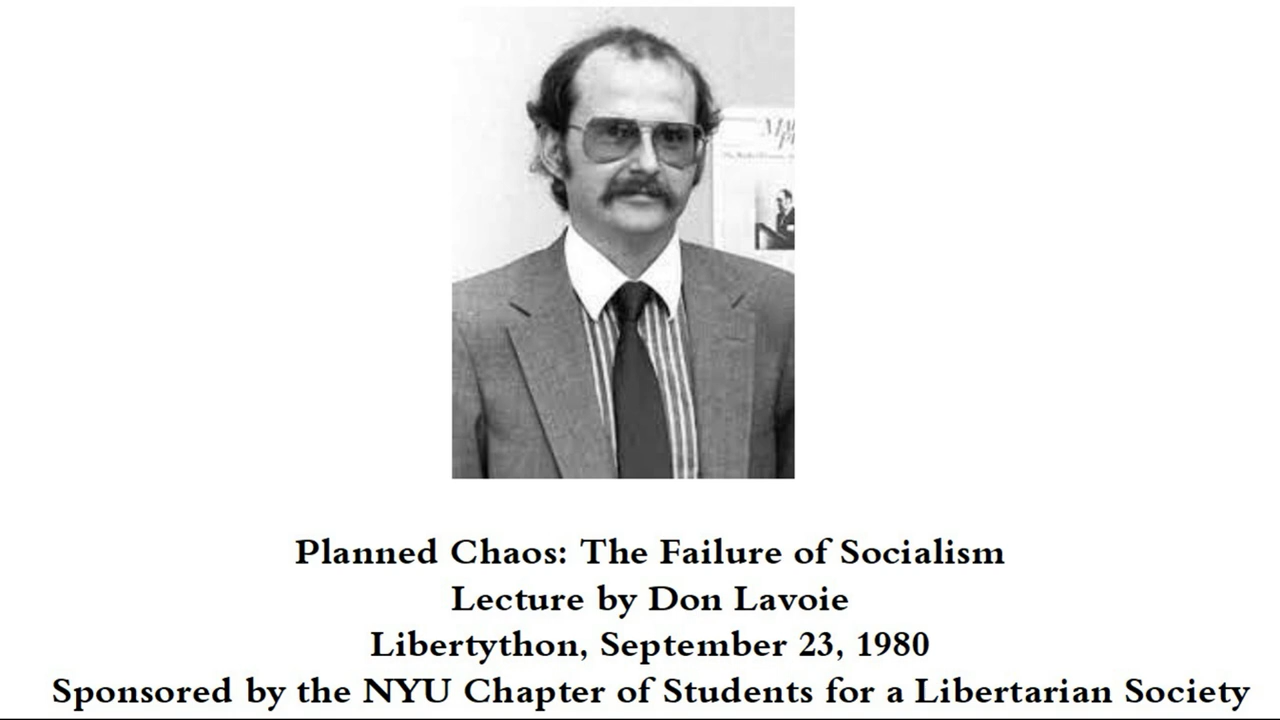 Planned Chaos: The Failure of Socialism
Lecture by Don Lavoie
Libertython, September 23, 1980
Sponsored by the NYU Chapter of Students for a Libertarian Society